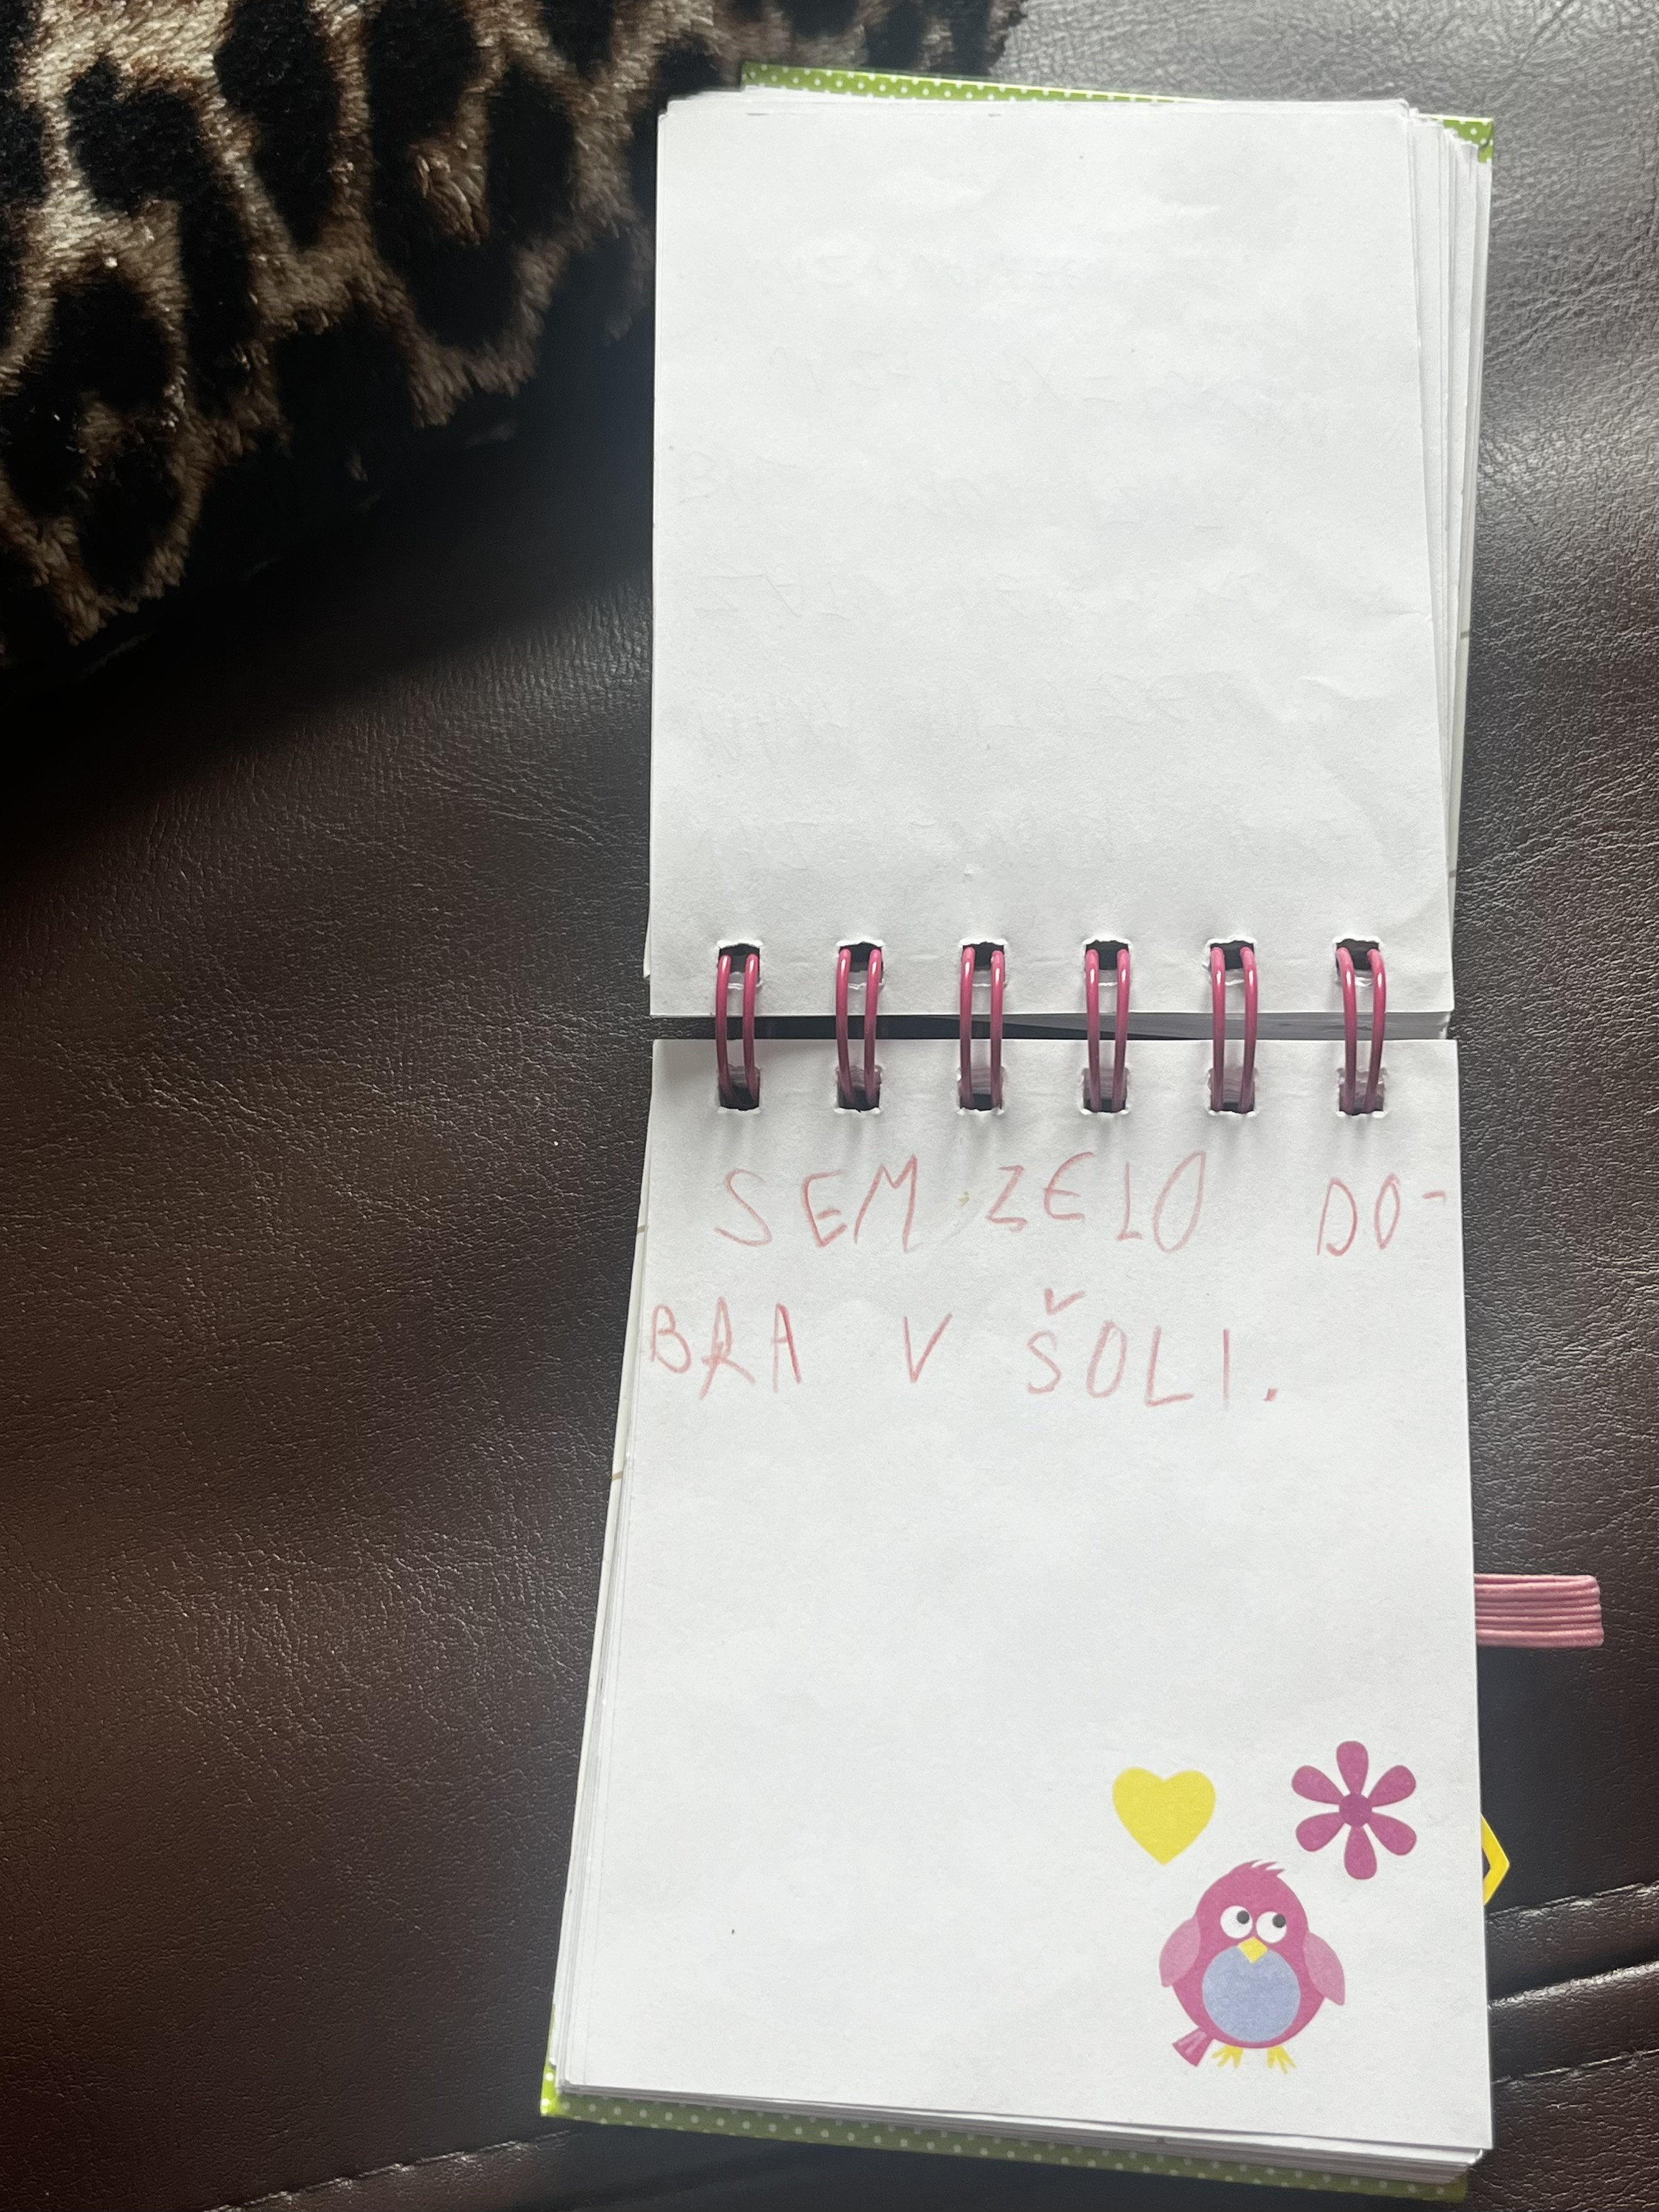 SEM ZELO DO-
BRA V ŠOLI.